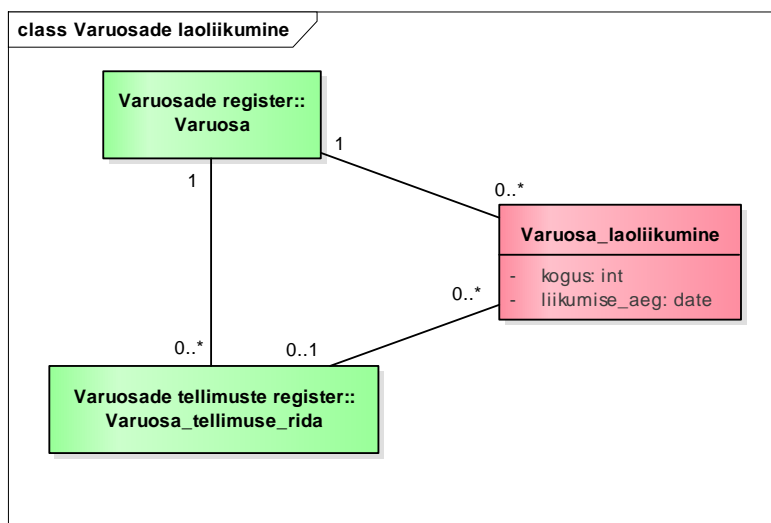 class Varuosade laoliikumine
Varuosade register::
Varuosa
1
1
0..*
Varuosa_laoliikumine
- kogus: int
- liikumise_aeg: date
0..*
0..*
0..1
Varuosade tellimuste register::
Varuosa_tellimuse_rida